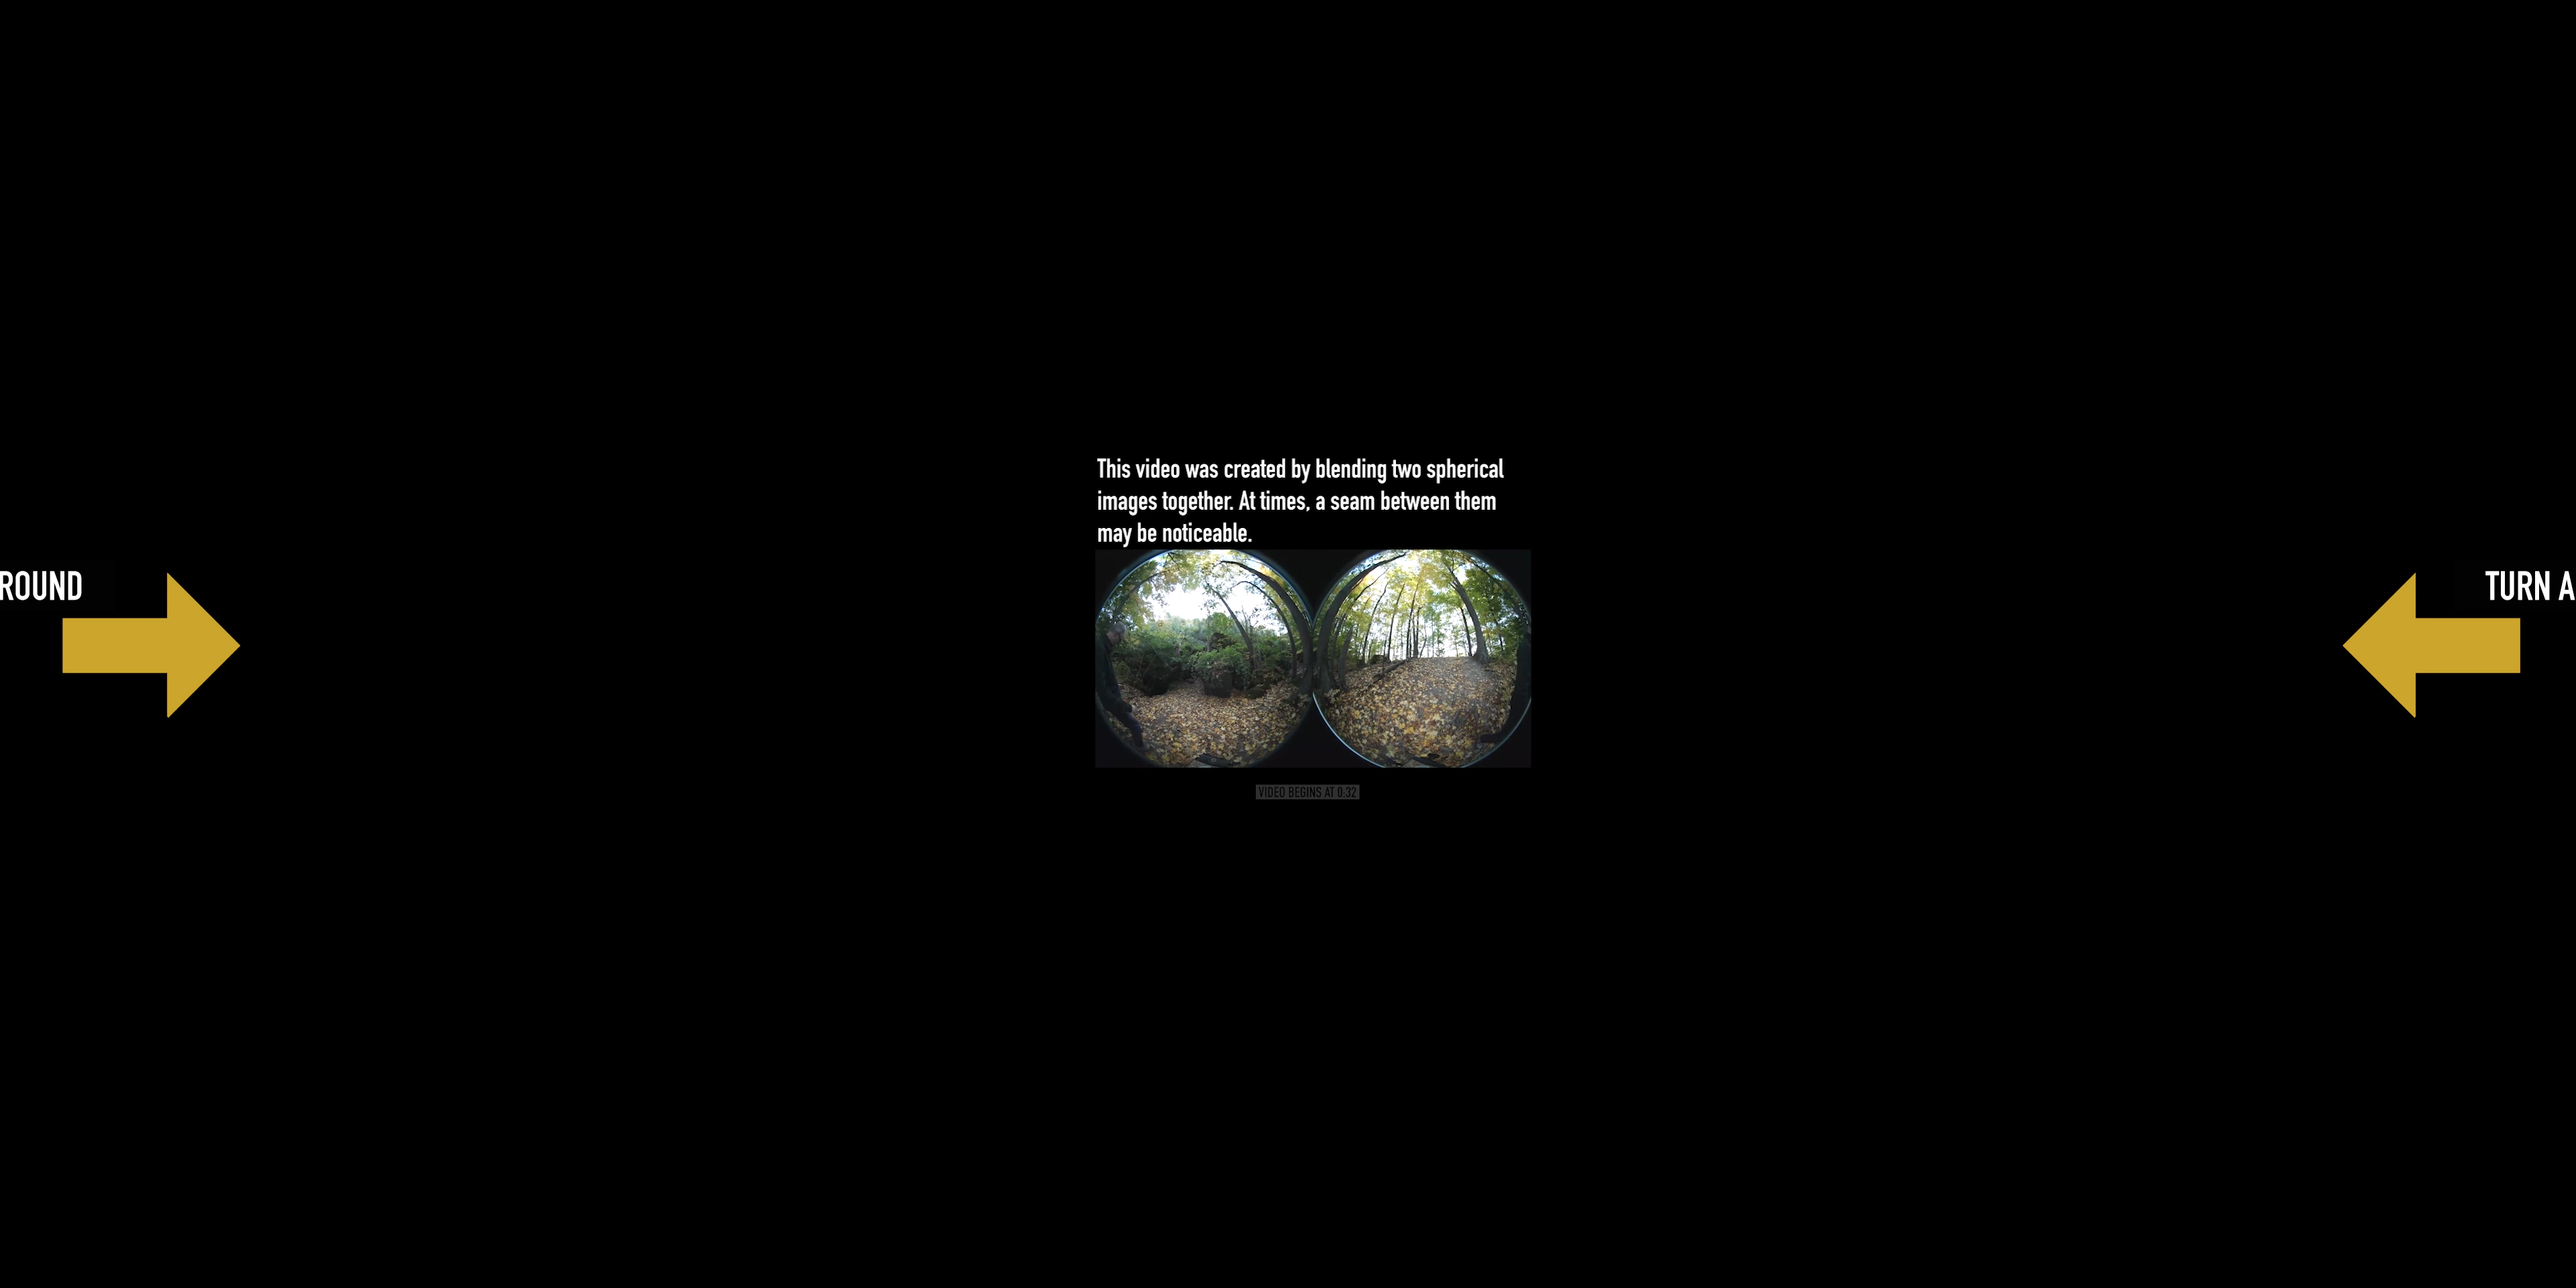 This video was created by blending two spherical
images together. At times, a seam between them
may be noticeable.
ROUND
TURN A
VIDEO BEGINS AT 0:32